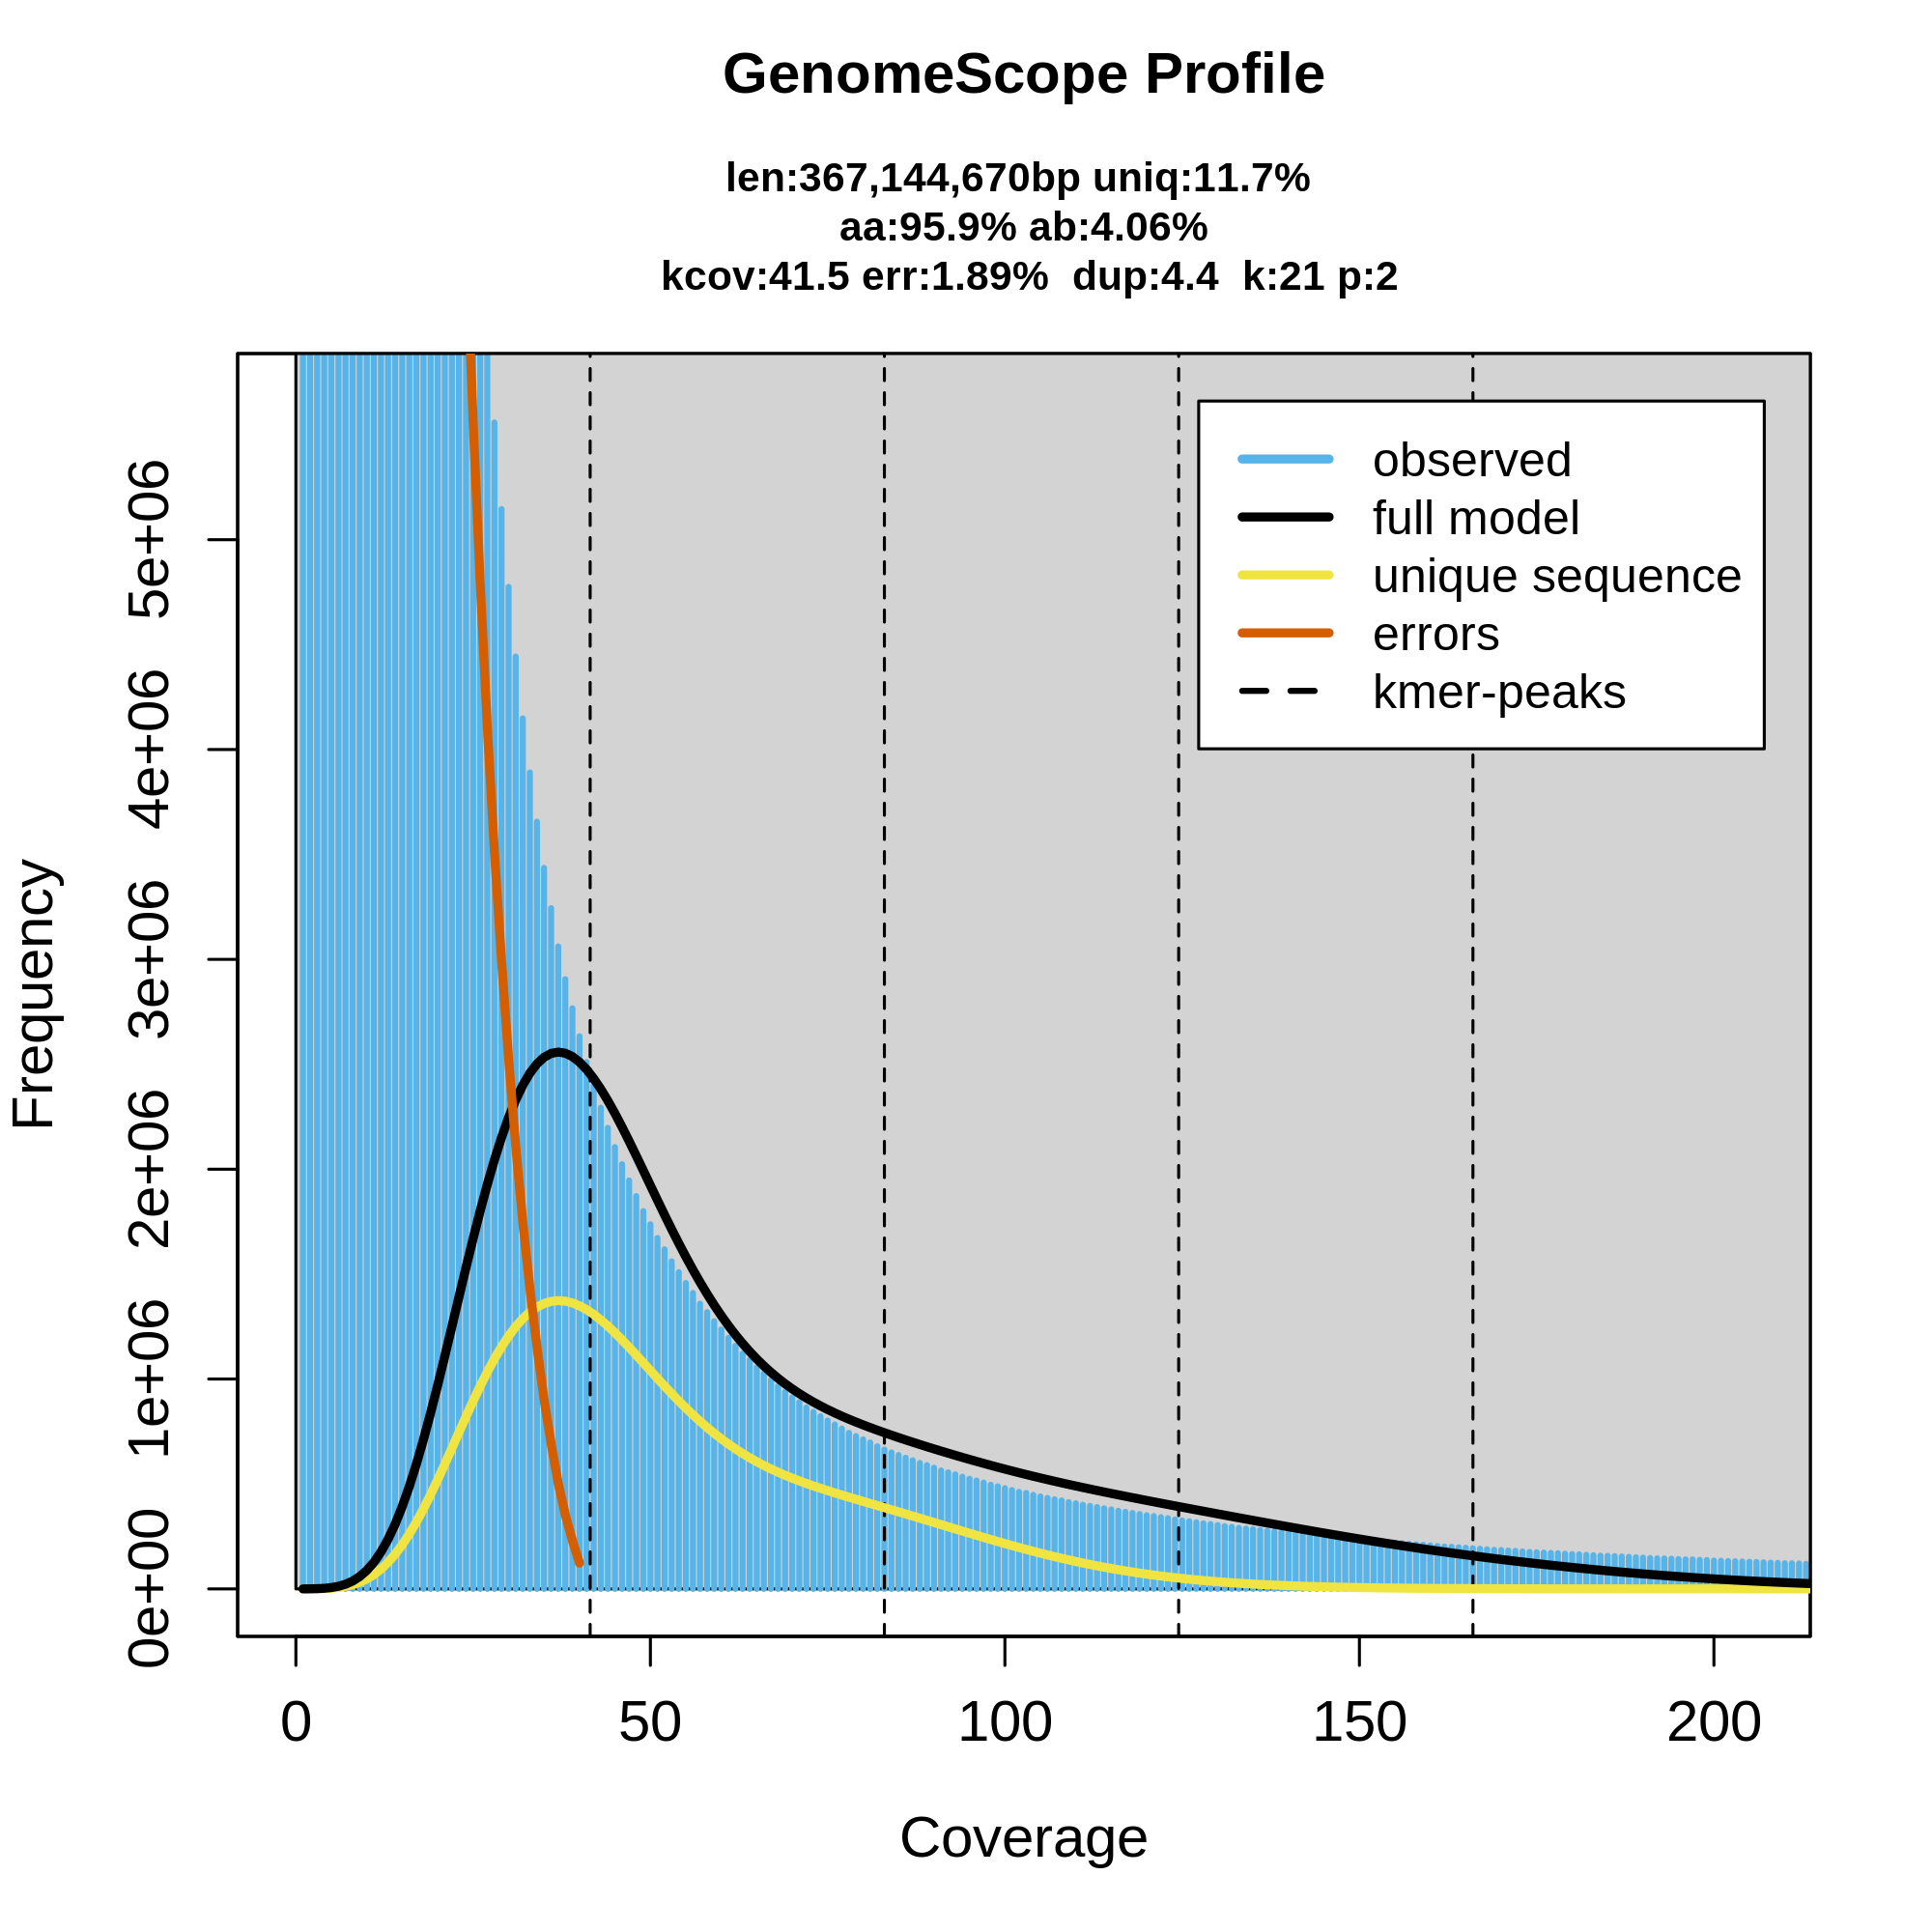 GenomeScope Profile
len:367,144,670bp uniq:11.7%
aa:95.9% ab:4.06%
kcov:41.5 err:1.89%  dup:4.4  k:21 p:2
observed
full model
unique sequence
errors
kmer-peaks
Frequency
5e+06
4e+06
3e+06
2e+06
1e+06
0e+00
0
50
100
150
200
Coverage